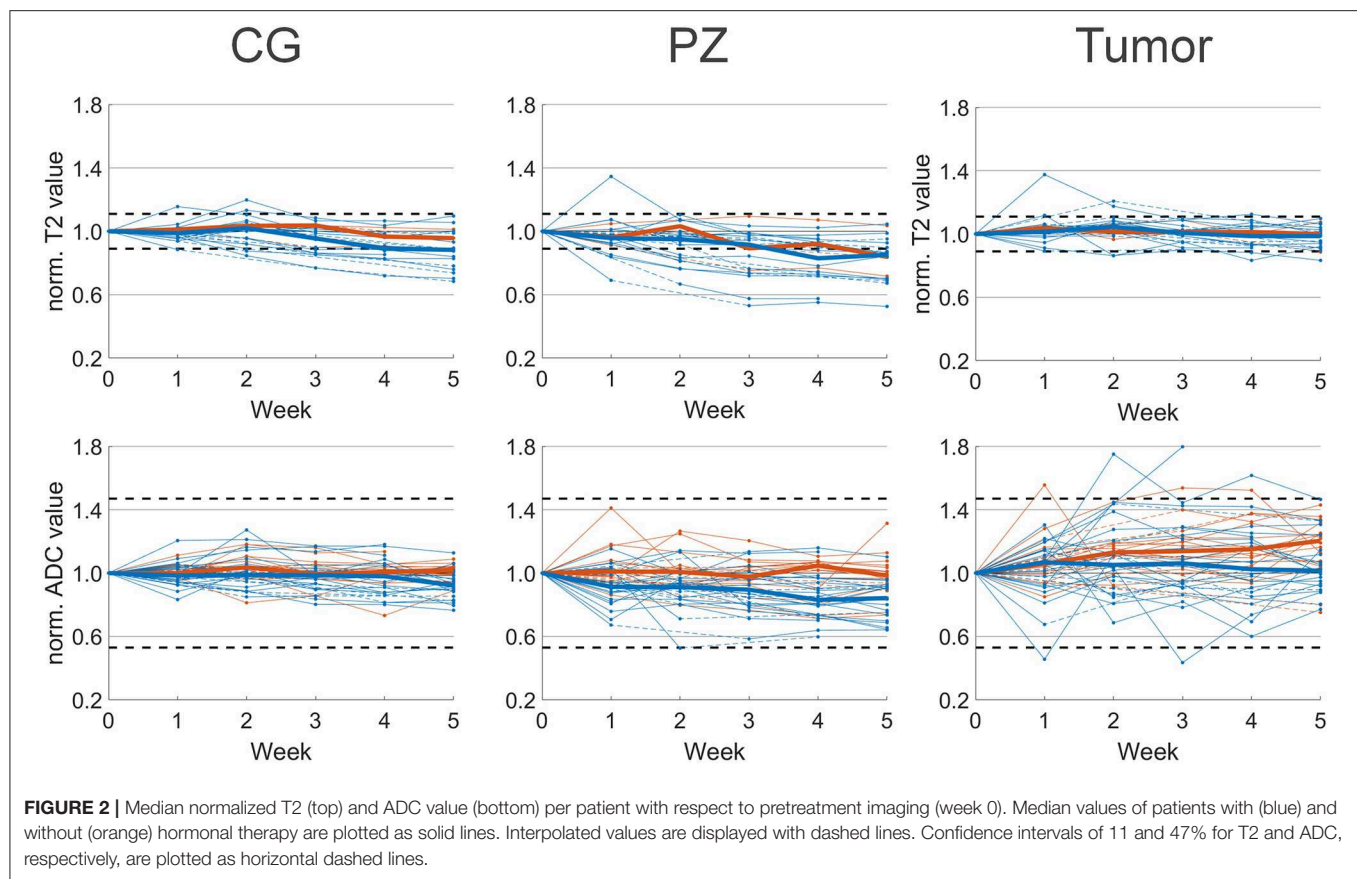 CG
PZ
Tumor
norm. T2 value
1.8
1.4
1.0
0.6
0.2
0 1 2 3 4 5
Week
1.8
1.4
1.0
0.6
0.2
0 1 2 3 4 5
Week
norm. T2 value
1.8
1.4
1.0
0.6
0.2
0 1 2 3 4 5
Week
norm. ADC value
1.8
1.4
1.0
0.6
0.2
0 1 2 3 4 5
Week
1.8
1.4
1.0
0.6
0.2
0 1 2 3 4 5
Week
1.8
1.4
1.0
0.6
0.2
0 1 2 3 4 5
Week
FIGURE 2 | Median normalized T2 (top) and ADC value (bottom) per patient with respect to pretreatment imaging (week 0). Median values of patients with (blue) and
without (orange) hormonal therapy are plotted as solid lines. Interpolated values are displayed with dashed lines. Confidence intervals of 11 and 47% for T2 and ADC,
respectively, are plotted as horizontal dashed lines.